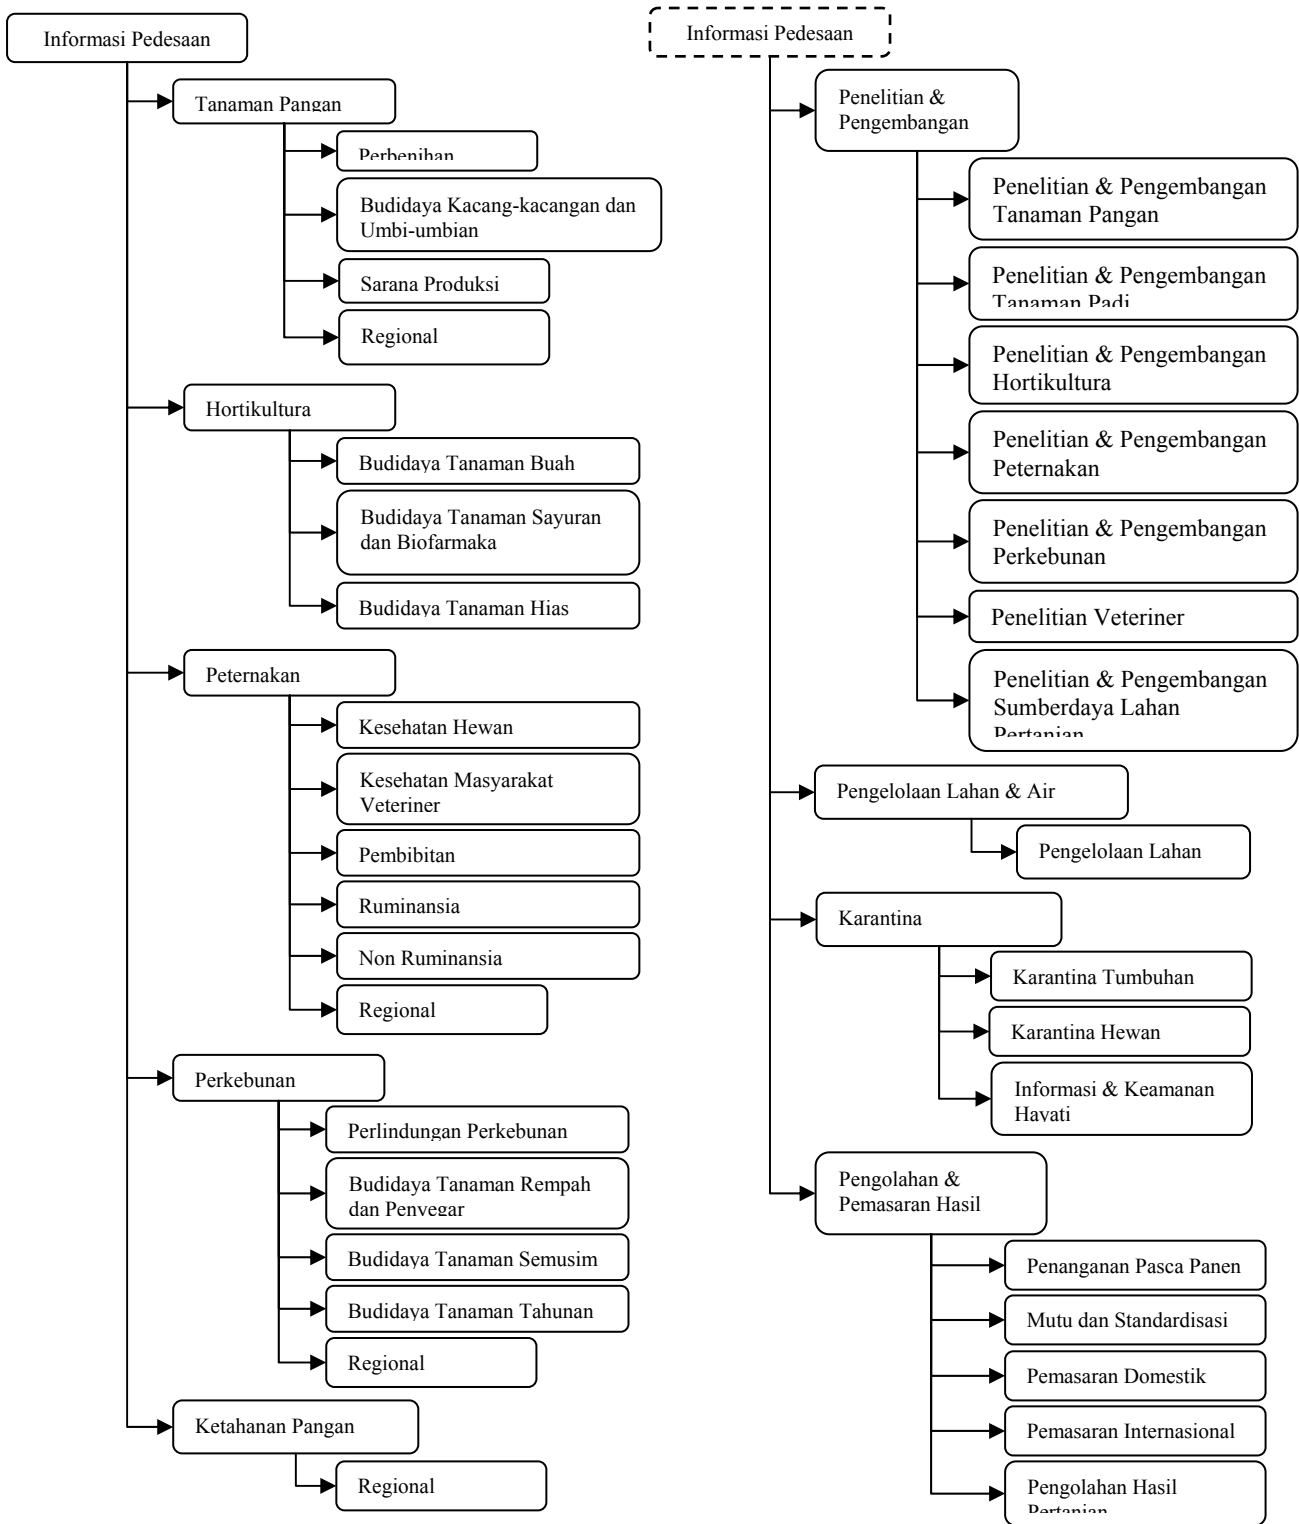 Informasi Pedesaan
Tanaman Pangan
Perbenihan
Budidaya Kacang-kacangan dan
Umbi-umbian
Sarana Produksi
Regional
Hortikultura
Budidaya Tanaman Buah
Budidaya Tanaman Sayuran
dan Biofarmaka
Budidaya Tanaman Hias
Peternakan
Kesehatan Hewan
Kesehatan Masyarakat
Veteriner
Pembibitan
Ruminansia
Non Ruminansia
Regional
Perkebunan
Perlindungan Perkebunan
Budidaya Tanaman Rempah
dan Penyegar
Budidaya Tanaman Semusim
Budidaya Tanaman Tahunan
Regional
Ketahanan Pangan
Regional
Informasi Pedesaan
Penelitian &
Pengembangan
Penelitian & Pengembangan
Tanaman Pangan
Penelitian & Pengembangan
Tanaman Padi
Penelitian & Pengembangan
Hortikultura
Penelitian & Pengembangan
Peternakan
Penelitian & Pengembangan
Perkebunan
Penelitian Veteriner
Penelitian & Pengembangan
Sumberdaya Lahan
Pertanian
Pengelolaan Lahan & Air
Pengelolaan Lahan
Karantina
Karantina Tumbuhan
Karantina Hewan
Informasi & Keamanan
Hayati
Pengolahan &
Pemasaran Hasil
Penanganan Pasca Panen
Mutu dan Standardisasi
Pemasaran Domestik
Pemasaran Internasional
Pengolahan Hasil
Pertanian